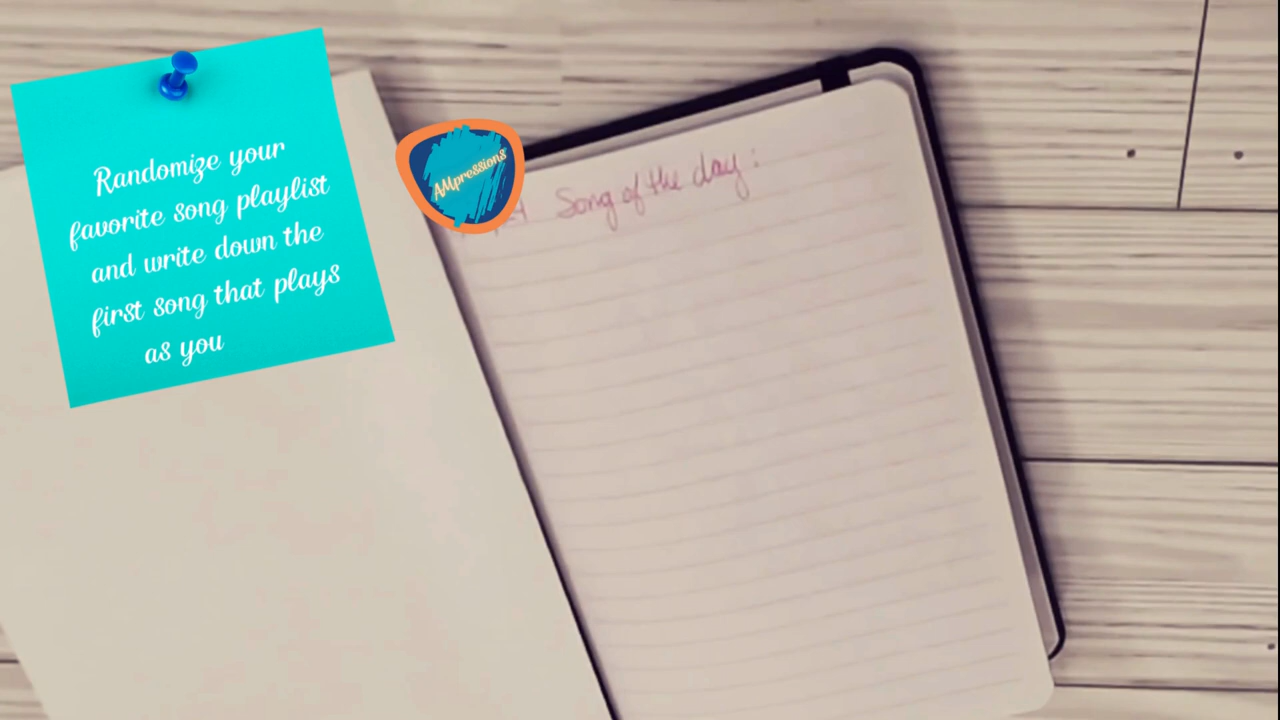 Randomize your
favorite song playlist
and write down the
first song that plays
as you
AMpressions
Song of the day: